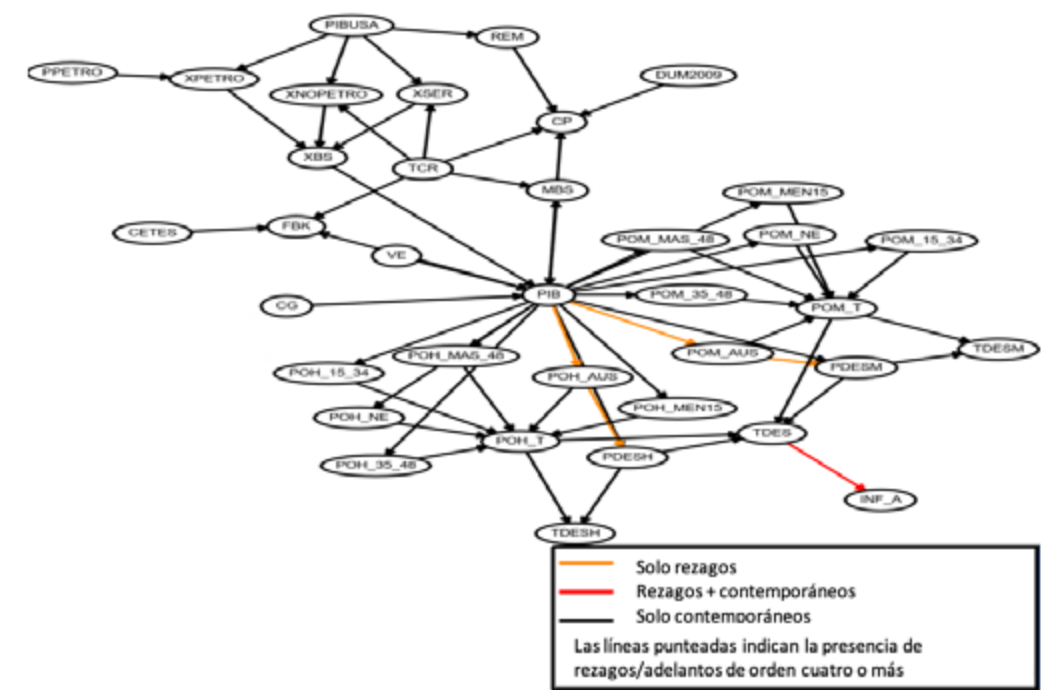 PIBUSA
REM
PPETRO
XPETRO
DUM2009
XNOPETRO
XSER
CP
XBS
TCR
MBS
POM_MEN15
CETES
FBK
POM_MAS_48
POM_NE
POM_15_34
VE
CG
PIB
POM_35_48
POM_T
POH_MAS_48
POM_AUS
TDESM
POH_15_34
POH_AUS
PDESM
POH_NE
POH_MEN15
POH_T
TDES
POH_35_48
PDESH
INF_A
TDESH
Solo rezagos
Rezagos + contemporáneos
Solo contemporáneos
Las líneas punteadas indican la presencia de
rezagos/adelantos de orden cuatro o más